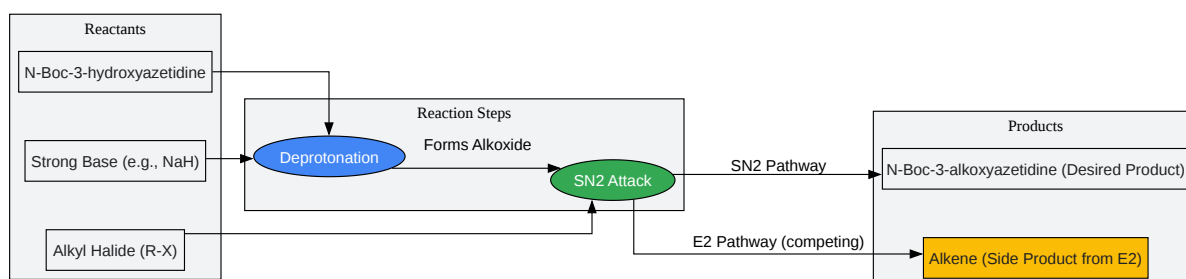 Reactants
N-Boc-3-hydroxyazetidine
Strong Base (e.g., NaH)
Alkyl Halide (R-X)
Reaction Steps
Deprotonation
Forms Alkoxide
SN2 Attack
SN2 Pathway
E2 Pathway (competing)
Products
N-Boc-3-alkoxyazetidine (Desired Product)
Alkene (Side Product from E2)